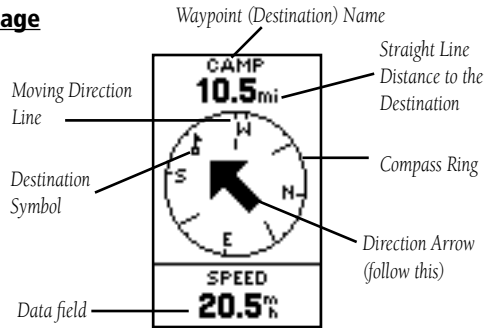 age
Waypoint (Destination) Name
Straight Line
Distance to the
Destination
Moving Direction
Line
Compass Ring
Destination
Symbol
Direction Arrow
(follow this)
Data field
CAMP
10.5mi
W
S
N
E
SPEED
20.5mh